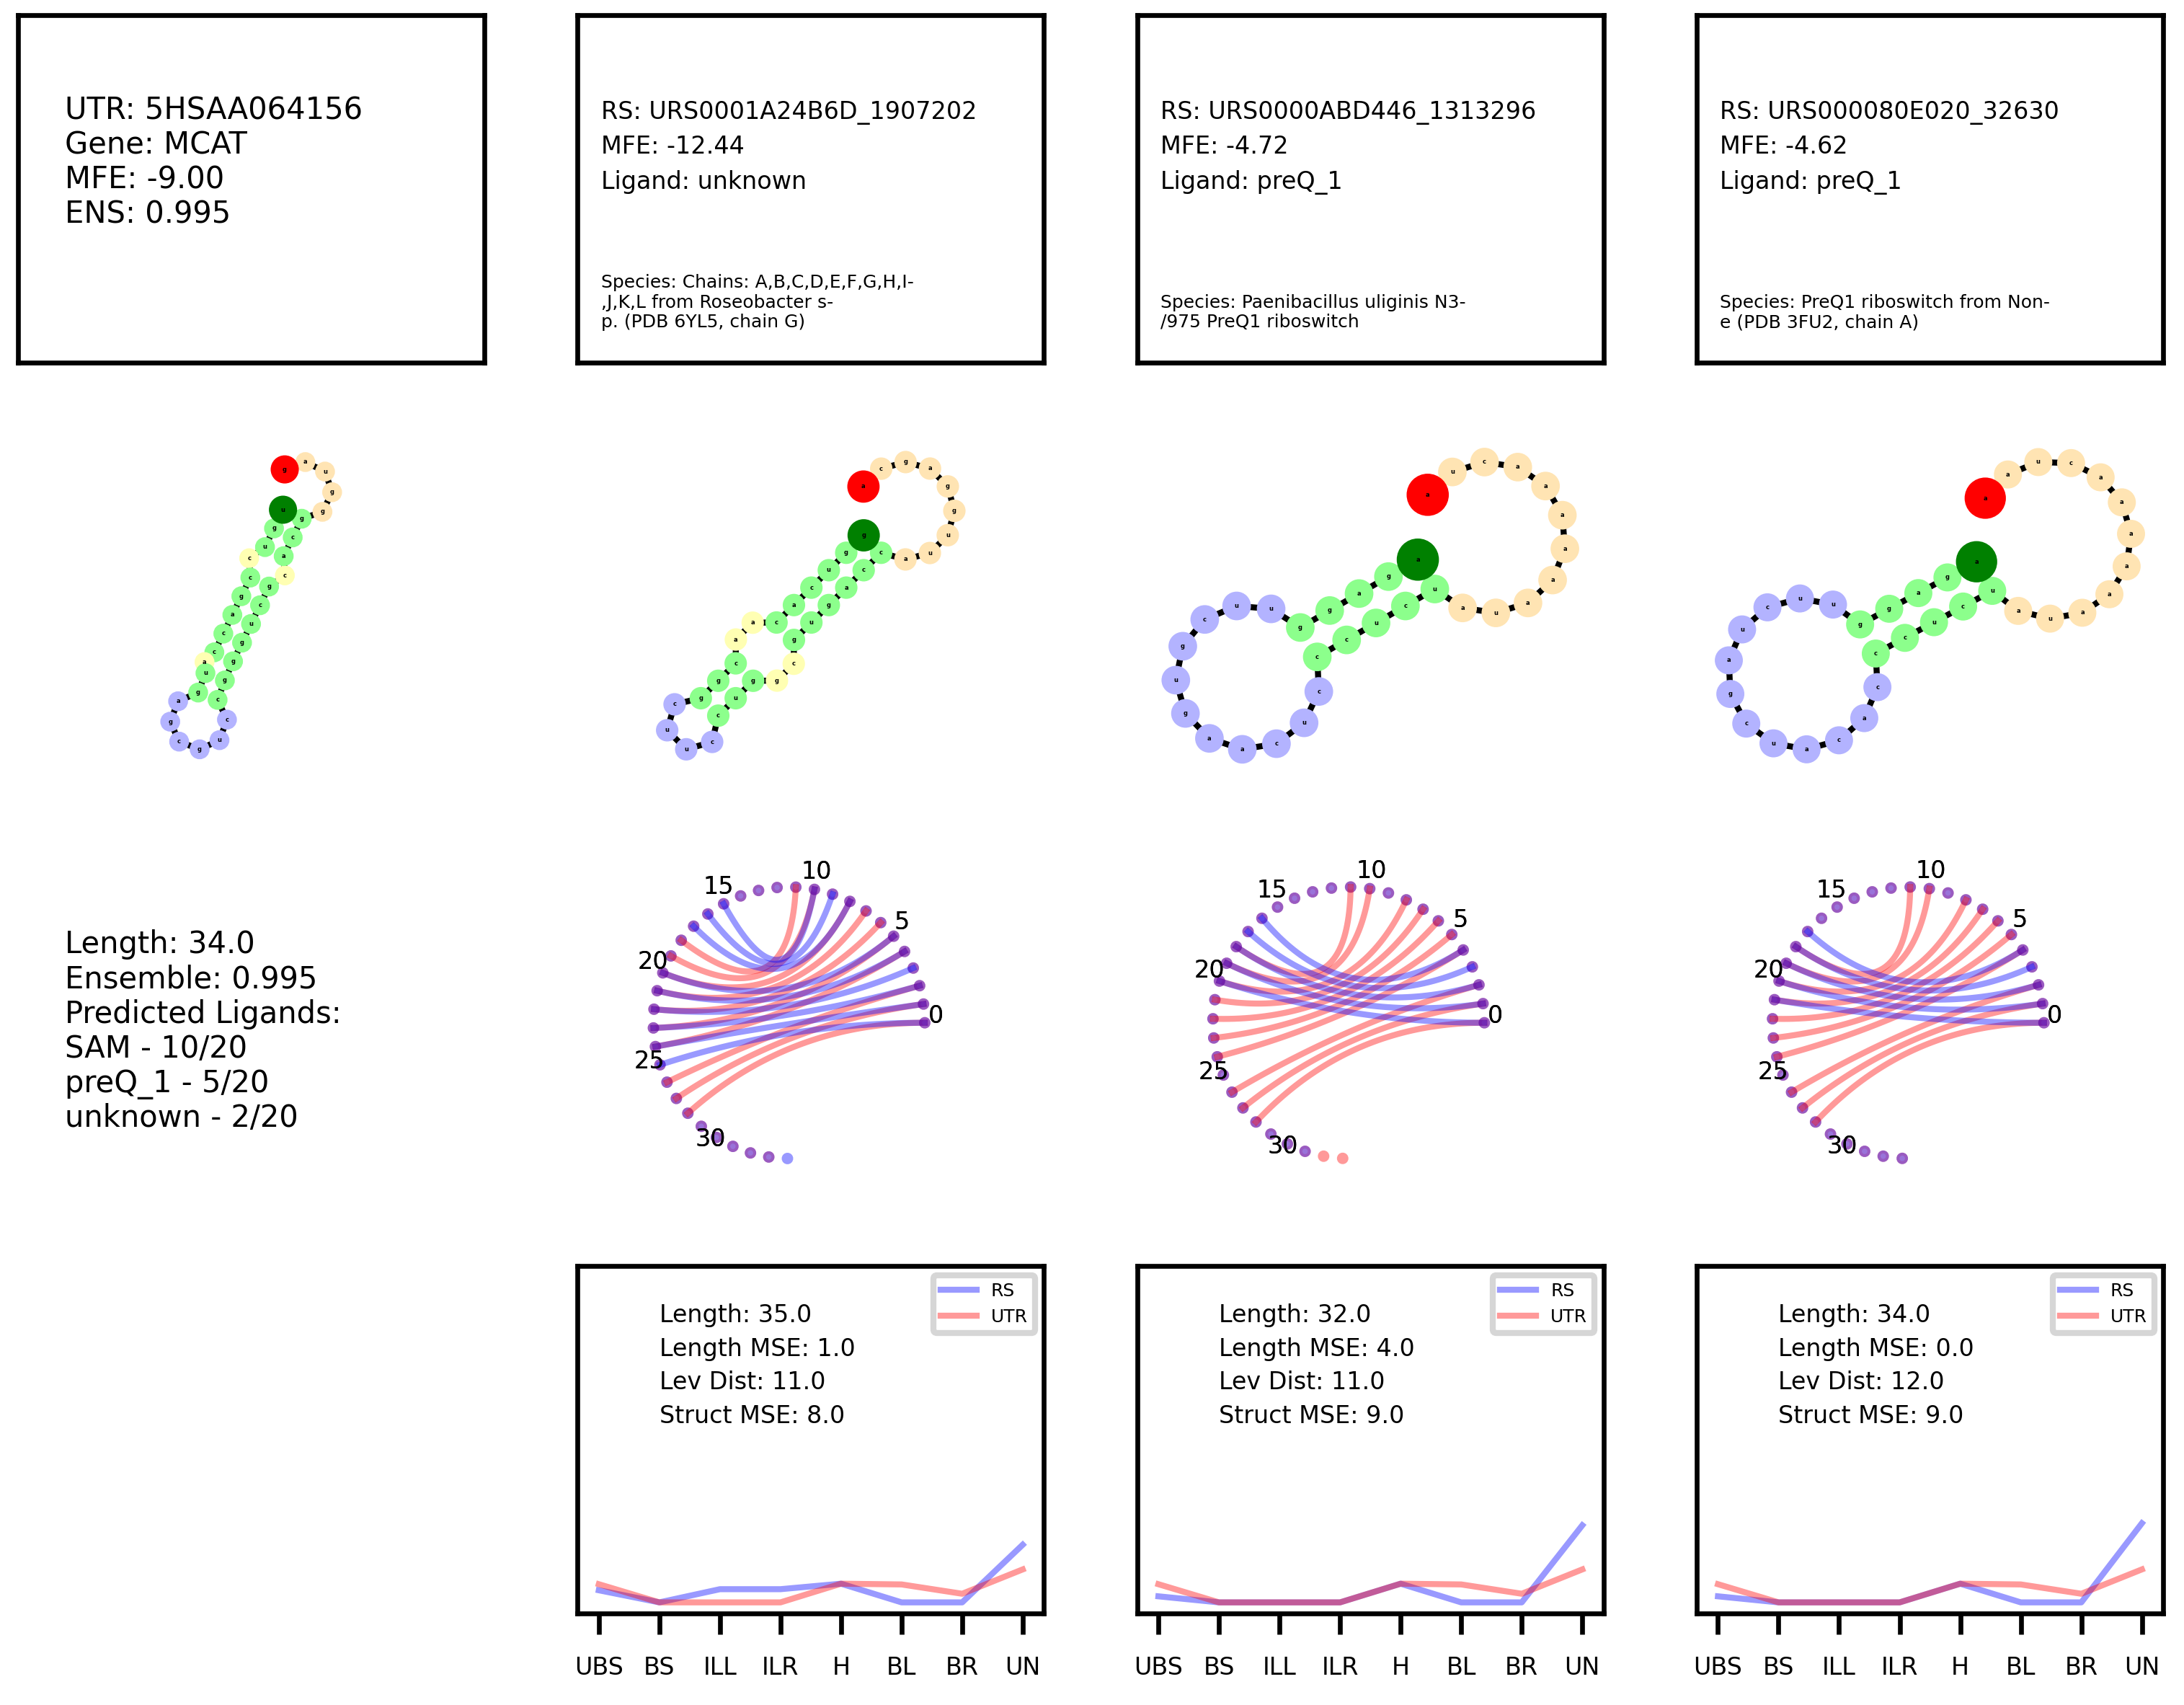 UTR: 5HSAA064156
Gene: MCAT
MFE: -9.00
ENS: 0.995
RS: URS0001A24B6D_1907202
MFE: -12.44
Ligand: unknown
Species: Chains: A,B,C,D,E,F,G,H,I-
,J,K,L from Roseobacter s-
p. (PDB 6YL5, chain G)
RS: URS0000ABD446_1313296
MFE: -4.72
Ligand: preQ_1
Species: Paenibacillus uliginis N3-
/975 PreQ1 riboswitch
RS: URS000080E020_32630
MFE: -4.62
Ligand: preQ_1
Species: PreQ1 riboswitch from Non-
e (PDB 3FU2, chain A)
Length: 34.0
Ensemble: 0.995
Predicted Ligands:
SAM - 10/20
preQ_1 - 5/20
unknown - 2/20
0
5
10
15
20
25
30
0
5
10
15
20
25
30
0
5
10
15
20
25
30
RS
UTR
Length: 35.0
Length MSE: 1.0
Lev Dist: 11.0
Struct MSE: 8.0
UBS BS ILL ILR H BL BR UN
RS
UTR
Length: 32.0
Length MSE: 4.0
Lev Dist: 11.0
Struct MSE: 9.0
UBS BS ILL ILR H BL BR UN
RS
UTR
Length: 34.0
Length MSE: 0.0
Lev Dist: 12.0
Struct MSE: 9.0
UBS BS ILL ILR H BL BR UN